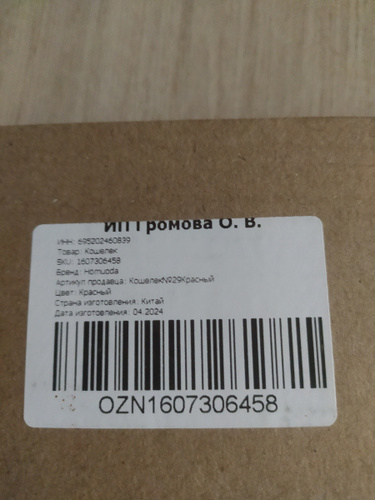 ИП Громова О. В.
ИНН: 695202460839
Товар: Кошелек
SKU: 1607306458
Бренд: Homuoda
Артикул продавца: Кошелек№29Красный
Цвет: Красный
Страна изготовления: Китай
Дата изготовления: 04.2024
OZN1607306458